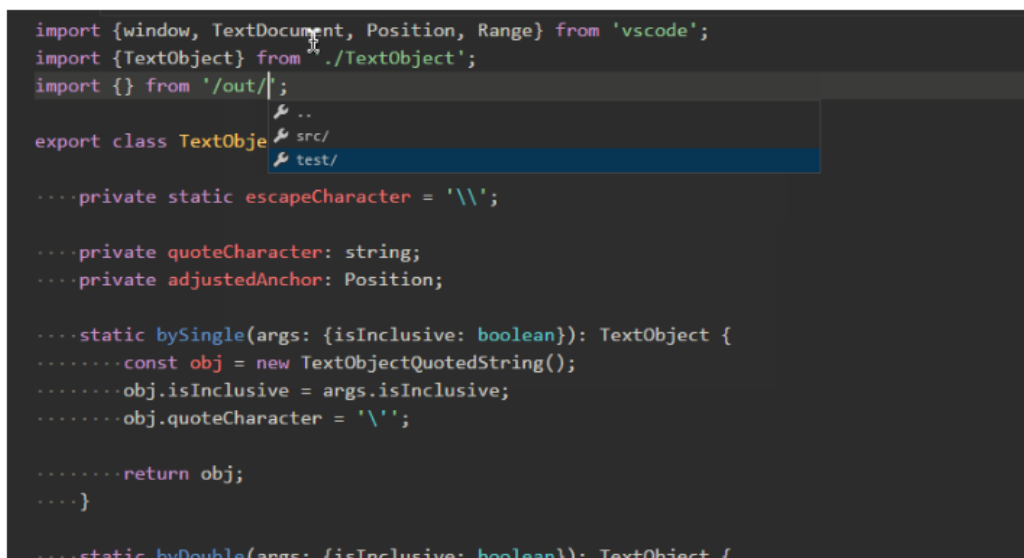 import {window, TextDocument, Position, Range} from 'vscode';
import {TextObject} from './TextObject';
import {} from '/out/';
..
export class TextObje
src/
test/
····private static escapeCharacter = '\\';
····private quoteCharacter: string;
····private adjustedAnchor: Position;
····static bySingle(args: {isInclusive: boolean}): TextObject {
········const obj = new TextObjectQuotedString();
········obj.isInclusive = args.isInclusive;
········obj.quoteCharacter = '\'';
········return obj;
····}
····static byDouble(args: {isInclusive: boolean}): TextObject {